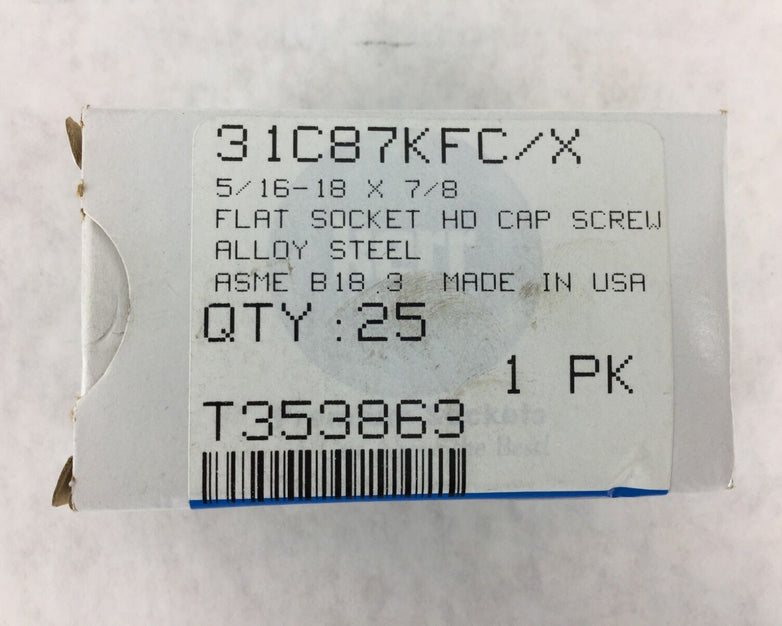 31C87KFC/X
5/16-18 X 7/8
FLAT SOCKET HD CAP SCREW
ALLOY STEEL
ASME B18.3 MADE IN USA
QTY :25
1 PK
T353863
Best!